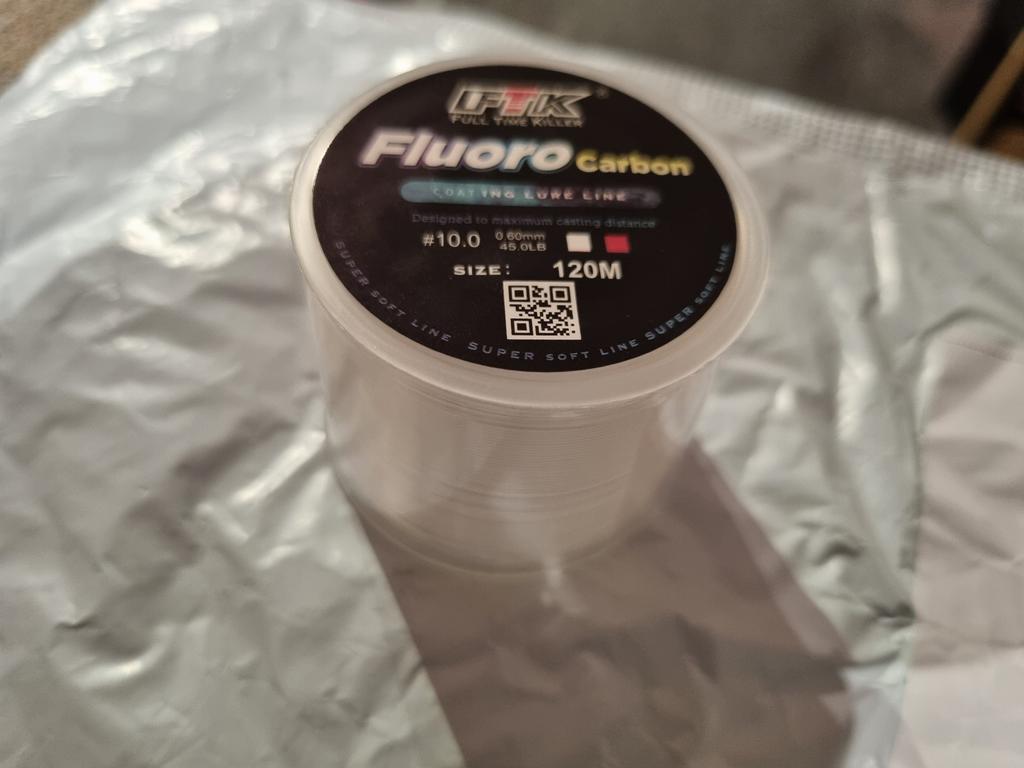 FTK
FULL TIME KILLER
Fluoro Carbon
COATING LURE LINE
Designed to maximum casting distance
#10.0 0.60mm
45.0LB
SIZE: 120M
SUPER SOFT LINE SUPER SOFT LINE SUPER SOFT LINE